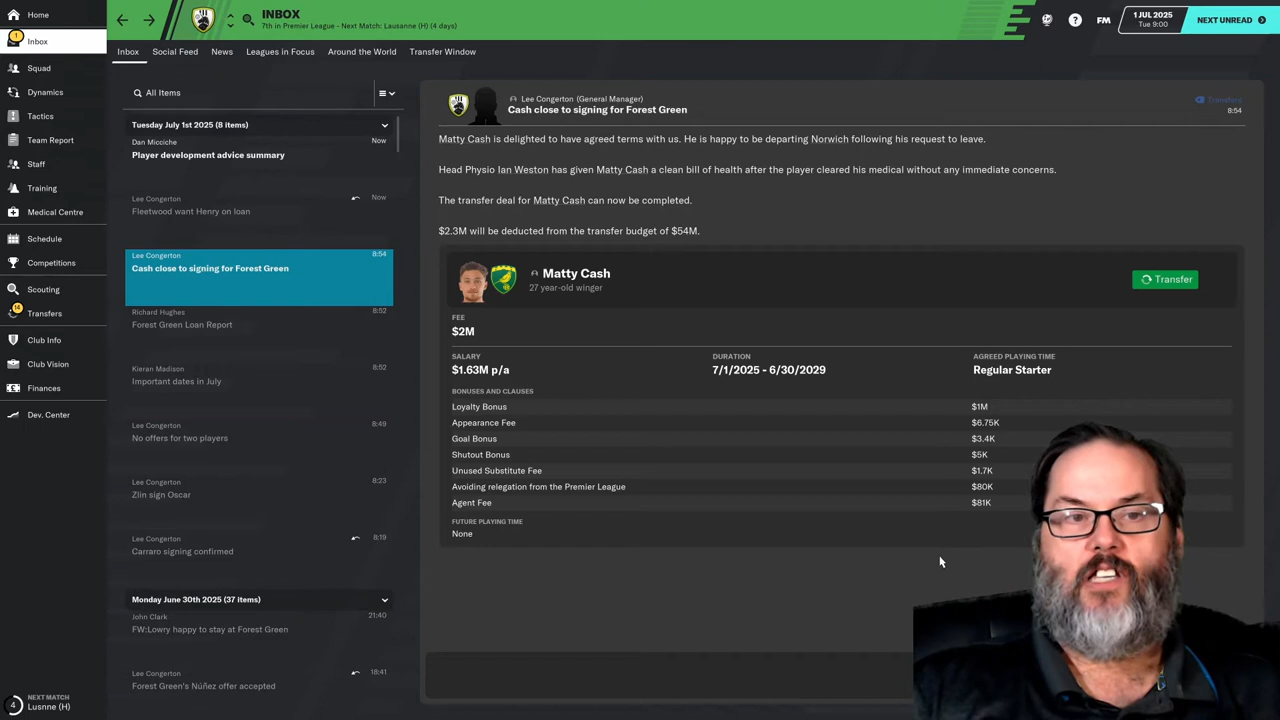 Home
INBOX
7th in Premier League - Next Match: Lausanne (H) (4 days)
FM
1 JUL 2025
Tue 9:00
NEXT UNREAD
1
Inbox
Squad
Dynamics
Tactics
Team Report
Staff
Training
Medical Centre
Schedule
Competitions
Scouting
14
Transfers
Club Info
Club Vision
Finances
Dev. Center
4
NEXT MATCH
Lusnne (H)
Inbox
Social Feed
News
Leagues in Focus
Around the World
Transfer Window
All Items
Tuesday July 1st 2025 (8 items)
Dan Micciche
Now
Player development advice summary
Lee Congerton
Now
Fleetwood want Henry on loan
Lee Congerton
8:54
Cash close to signing for Forest Green
Richard Hughes
8:52
Forest Green Loan Report
Kieran Madison
8:52
Important dates in July
Lee Congerton
8:49
No offers for two players
Lee Congerton
8:23
Zlin sign Oscar
Lee Congerton
8:19
Carraro signing confirmed
Monday June 30th 2025 (37 items)
John Clark
21:40
FW:Lowry happy to stay at Forest Green
Lee Congerton
18:41
Forest Green's Núñez offer accepted
Lee Congerton (General Manager)
Cash close to signing for Forest Green
Transfers
8:54
Matty Cash is delighted to have agreed terms with us. He is happy to be departing Norwich following his request to leave.
Head Physio Ian Weston has given Matty Cash a clean bill of health after the player cleared his medical without any immediate concerns.
The transfer deal for Matty Cash can now be completed.
$2.3M will be deducted from the transfer budget of $54M.
Matty Cash
27 year-old winger
Transfer
FEE
$2M
SALARY
$1.63M p/a
DURATION
7/1/2025 - 6/30/2029
AGREED PLAYING TIME
Regular Starter
BONUSES AND CLAUSES
Loyalty Bonus
$1M
Appearance Fee
$6.75K
Goal Bonus
$3.4K
Shutout Bonus
$5K
Unused Substitute Fee
$1.7K
Avoiding relegation from the Premier League
$80K
Agent Fee
$81K
FUTURE PLAYING TIME
None